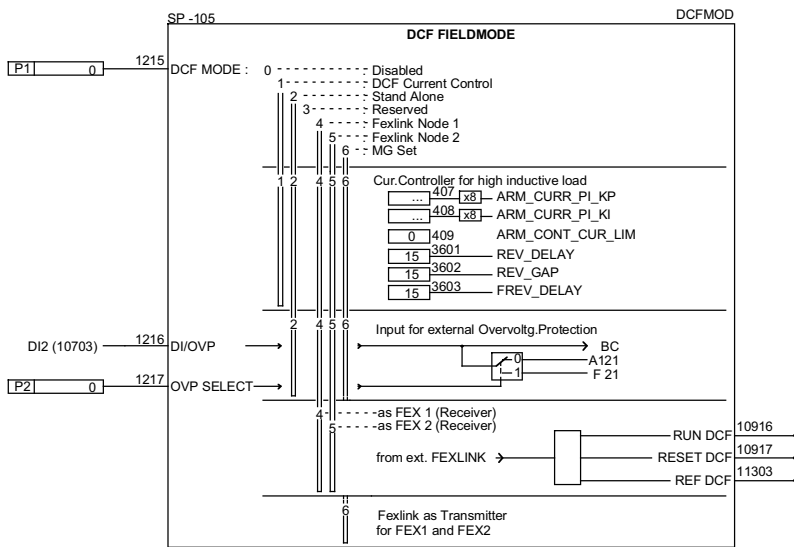 SP -105 DCFMOD
DCF FIELDMODE
P1 0 1215 DCF MODE : 0 : Disabled
1 : DCF Current Control
2 : Stand Alone
3 : Reserved
4 : Fexlink Node 1
5 : Fexlink Node 2
6 : MG Set
1 2 4 5 6 Cur.Controller for high inductive load
... 407 x8 ARM_CURR_PI_KP
... 408 x8 ARM_CURR_PI_KI
0 409 ARM_CONT_CUR_LIM
15 3601 REV_DELAY
15 3602 REV_GAP
15 3603 FREV_DELAY
2 4 5 6 Input for external Overvoltg.Protection
DI2 (10703) 1216 DI/OVP BC
0 A121
1 F 21
P2 0 1217 OVP SELECT
4 as FEX 1 (Receiver)
5 as FEX 2 (Receiver)
RUN DCF 10916
from ext. FEXLINK RESET DCF 10917
REF DCF 11303
6 Fexlink as Transmitter
for FEX1 and FEX2